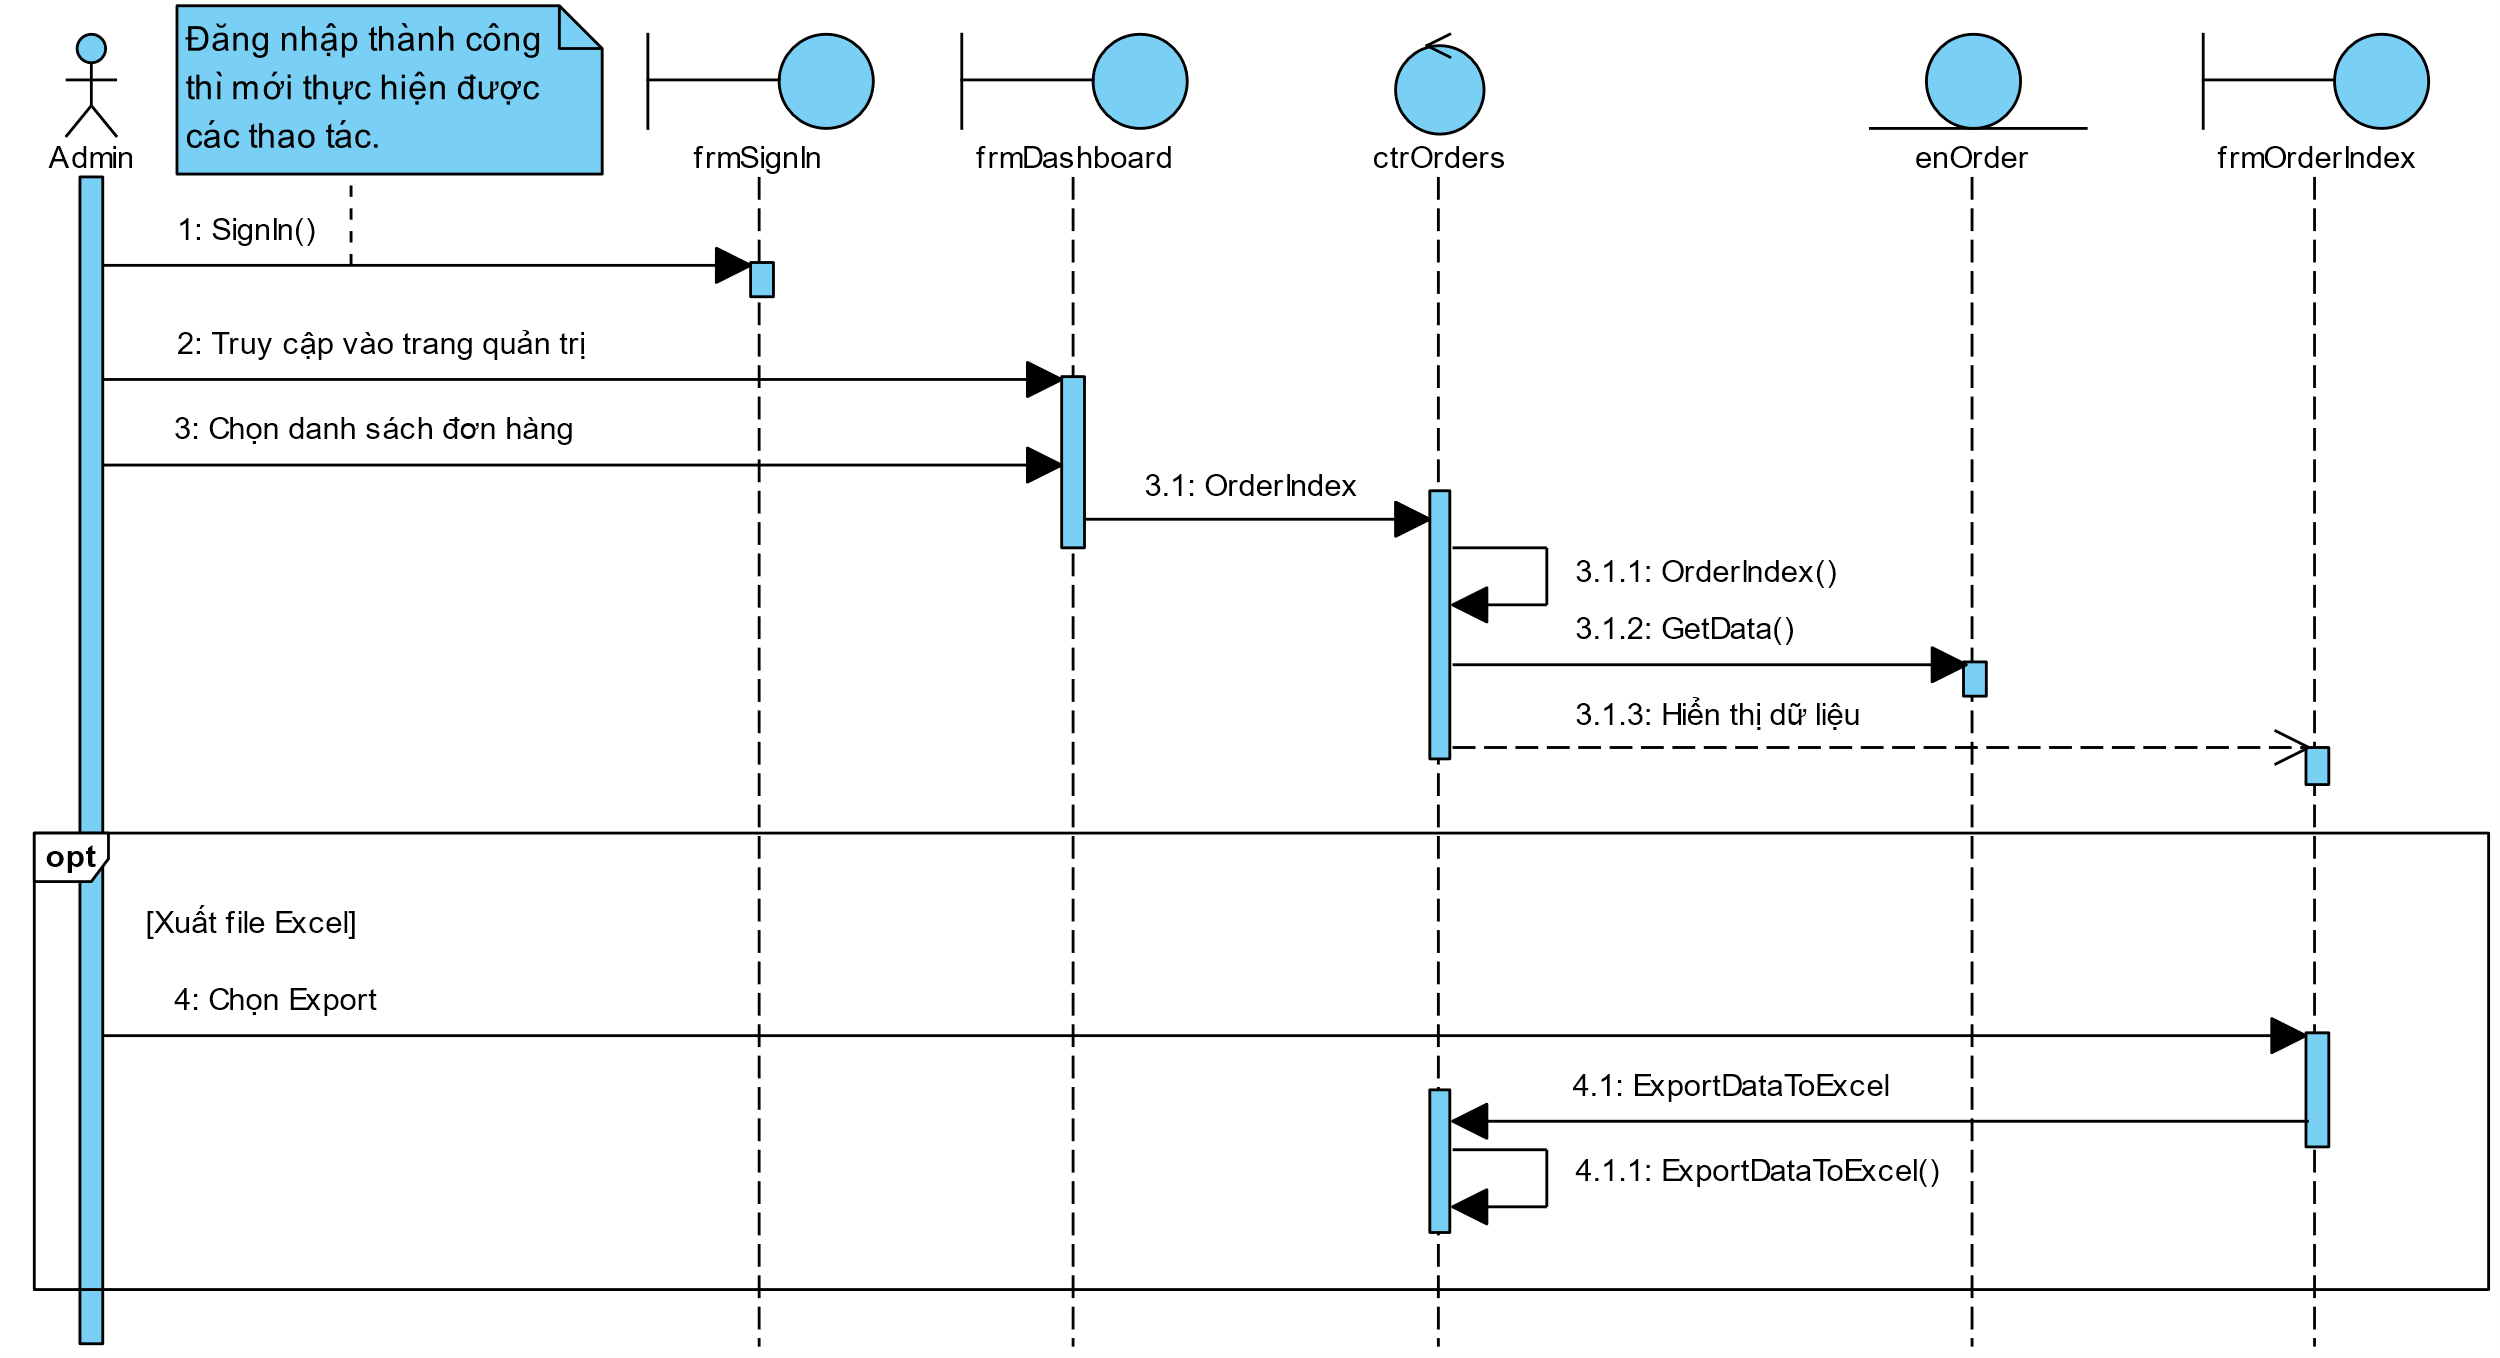 Đăng nhập thành công
thì mới thực hiện được
các thao tác.
Admin
frmSignIn
frmDashboard
ctrOrders
enOrder
frmOrderIndex
1: SignIn()
2: Truy cập vào trang quản trị
3: Chọn danh sách đơn hàng
3.1: OrderIndex
3.1.1: OrderIndex()
3.1.2: GetData()
3.1.3: Hiển thị dữ liệu
opt
[Xuất file Excel]
4: Chọn Export
4.1: ExportDataToExcel
4.1.1: ExportDataToExcel()